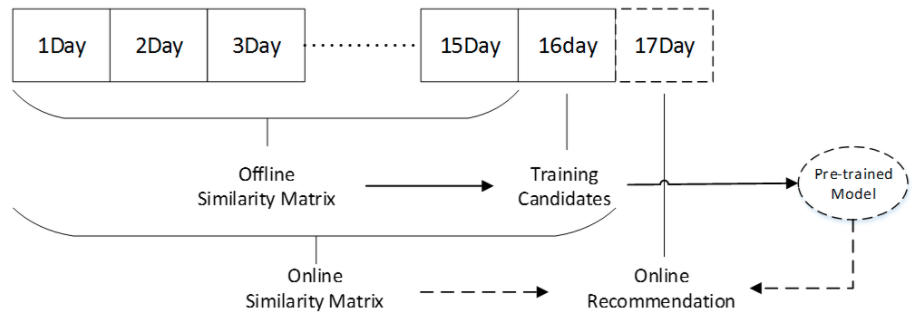 1Day 2Day 3Day 15Day 16day 17Day
Offline
Similarity Matrix
Training
Candidates
Pre-trained
Model
Online
Similarity Matrix
Online
Recommendation